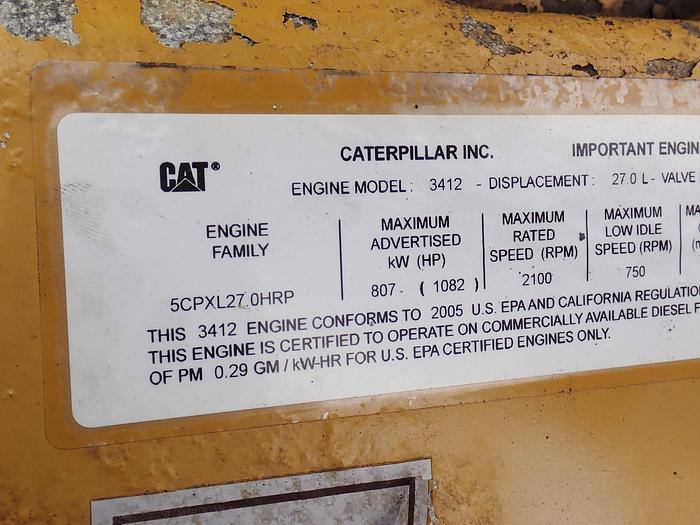 CATERPILLAR INC. IMPORTANT ENGIN
CAT®
ENGINE MODEL: 3412 - DISPLACEMENT: 27.0 L - VALVE
ENGINE FAMILY
5CPXL27.0HRP
MAXIMUM ADVERTISED kW (HP)
807 - ( 1082 )
MAXIMUM RATED SPEED (RPM)
2100
MAXIMUM LOW IDLE SPEED (RPM)
750
MA
THIS 3412 ENGINE CONFORMS TO 2005 U.S. EPA AND CALIFORNIA REGULATIO
THIS ENGINE IS CERTIFIED TO OPERATE ON COMMERCIALLY AVAILABLE DIESEL F
OF PM 0.29 GM / kW-HR FOR U.S. EPA CERTIFIED ENGINES ONLY.